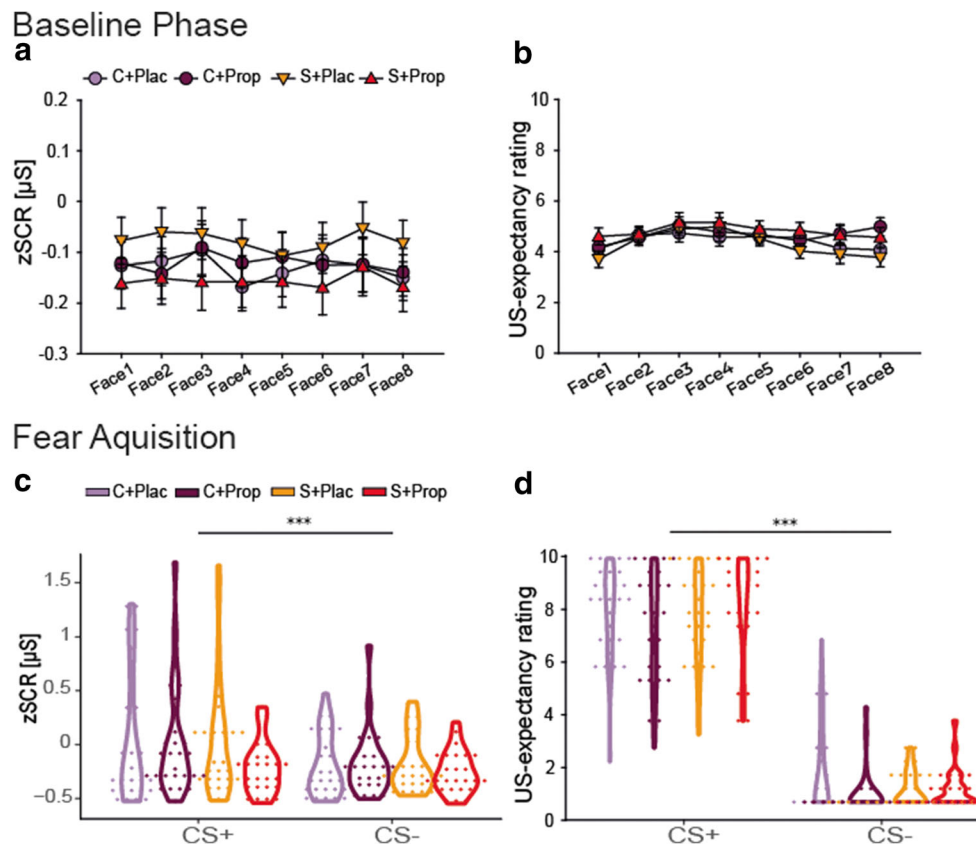 Baseline Phase
a
C+Plac C+Prop S+Plac S+Prop
zSCR [µS]
0.2
0.1
0
-0.1
-0.2
-0.3
Face1 Face2 Face3 Face4 Face5 Face6 Face7 Face8
b
US-expectancy rating
10
8
6
4
2
0
Face1 Face2 Face3 Face4 Face5 Face6 Face7 Face8
Fear Aquisition
c
C+Plac C+Prop S+Plac S+Prop
***
zSCR [µS]
1.5
1
0.5
0
−0.5
CS+ CS-
d
***
US-expectancy rating
10
8
6
4
2
0
CS+ CS-